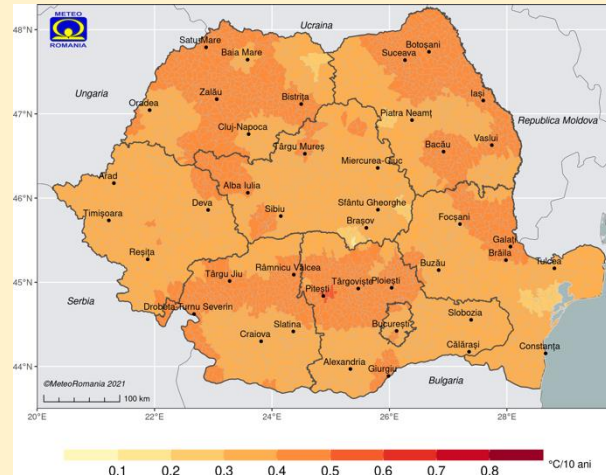 METEO
ROMANIA
48°N
47°N
46°N
45°N
44°N
20°E
22°E
24°E
26°E
28°E
Ucraina
Ungaria
Republica Moldova
Serbia
Bulgaria
Satu Mare
Baia Mare
Botoșani
Suceava
Oradea
Zalău
Bistrița
Iași
Cluj-Napoca
Piatra Neamț
Târgu Mureș
Bacău
Vaslui
Miercurea-Ciuc
Arad
Alba Iulia
Deva
Sibiu
Sfântu Gheorghe
Brașov
Timișoara
Focșani
Galați
Reșița
Râmnicu Vâlcea
Târgu Jiu
Buzău
Brăila
Tulcea
Pitești
Târgoviște
Ploiești
Drobeta-Turnu Severin
Slatina
București
Slobozia
Craiova
Călărași
Constanța
Alexandria
Giurgiu
©MeteoRomania 2021
100 km
0.1 0.2 0.3 0.4 0.5 0.6 0.7 0.8 °C/10 ani